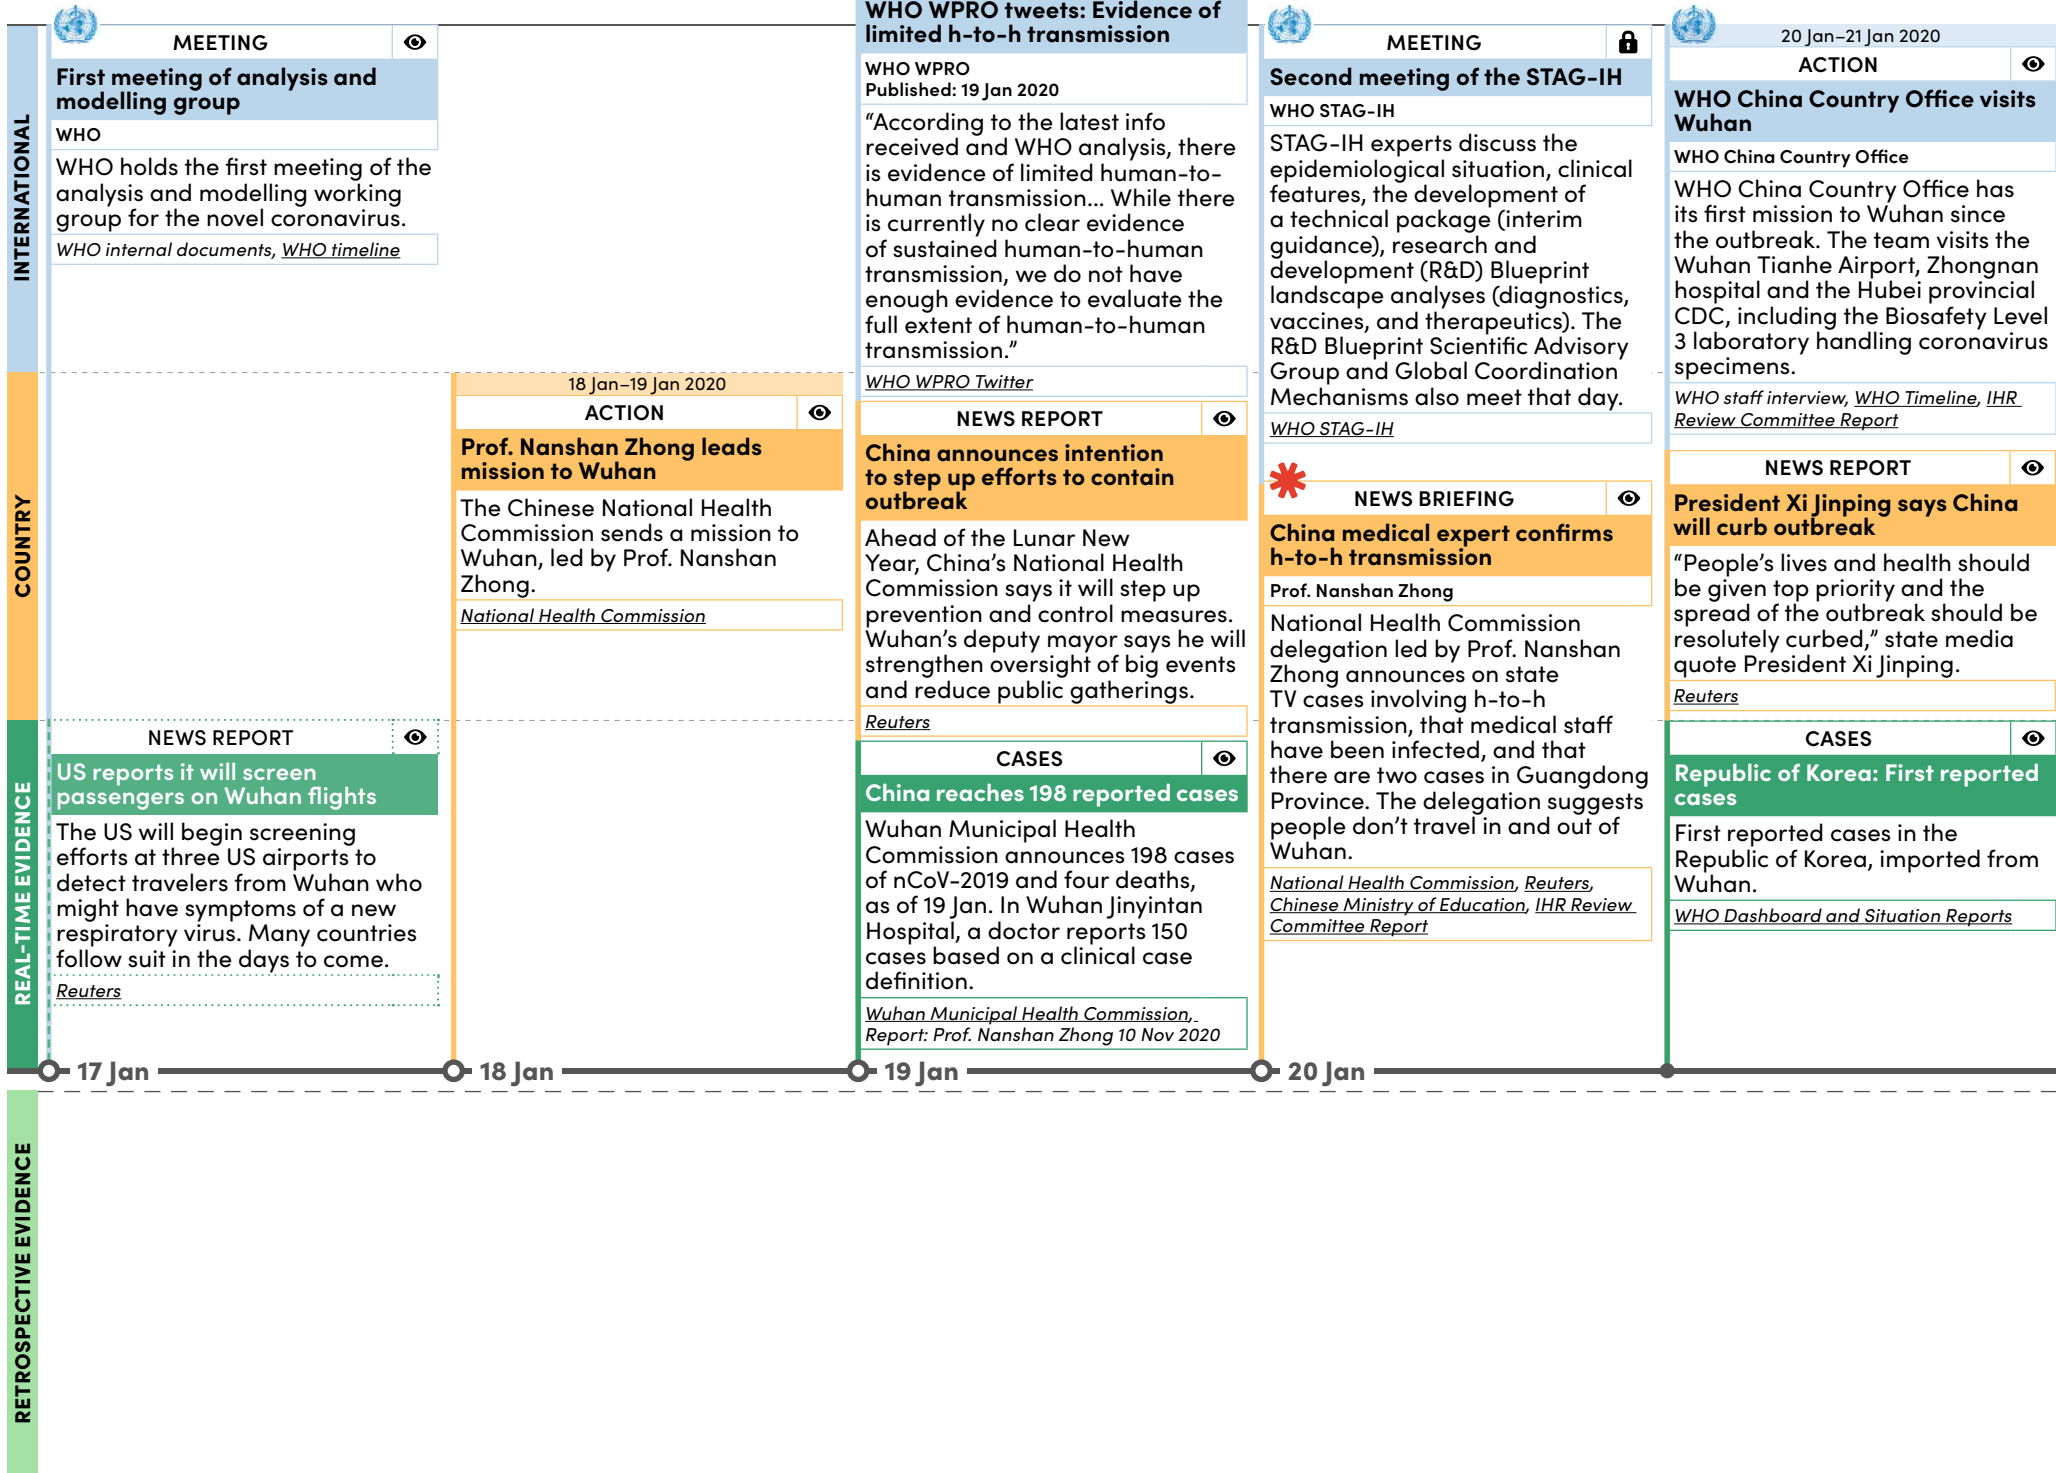 INTERNATIONAL
COUNTRY
REAL-TIME EVIDENCE
RETROSPECTIVE EVIDENCE
MEETING
First meeting of analysis and
modelling group
WHO
WHO holds the first meeting of the
analysis and modelling working
group for the novel coronavirus.
WHO internal documents, WHO timeline
NEWS REPORT
US reports it will screen
passengers on Wuhan flights
The US will begin screening
efforts at three US airports to
detect travelers from Wuhan who
might have symptoms of a new
respiratory virus. Many countries
follow suit in the days to come.
Reuters
17 Jan
18 Jan–19 Jan 2020
ACTION
Prof. Nanshan Zhong leads
mission to Wuhan
The Chinese National Health
Commission sends a mission to
Wuhan, led by Prof. Nanshan
Zhong.
National Health Commission
18 Jan
WHO WPRO tweets: Evidence of
limited h-to-h transmission
WHO WPRO
Published: 19 Jan 2020
“According to the latest info
received and WHO analysis, there
is evidence of limited human-to-
human transmission... While there
is currently no clear evidence
of sustained human-to-human
transmission, we do not have
enough evidence to evaluate the
full extent of human-to-human
transmission.”
WHO WPRO Twitter
NEWS REPORT
China announces intention
to step up efforts to contain
outbreak
Ahead of the Lunar New
Year, China’s National Health
Commission says it will step up
prevention and control measures.
Wuhan’s deputy mayor says he will
strengthen oversight of big events
and reduce public gatherings.
Reuters
CASES
China reaches 198 reported cases
Wuhan Municipal Health
Commission announces 198 cases
of nCoV-2019 and four deaths,
as of 19 Jan. In Wuhan Jinyintan
Hospital, a doctor reports 150
cases based on a clinical case
definition.
Wuhan Municipal Health Commission,
Report: Prof. Nanshan Zhong 10 Nov 2020
19 Jan
MEETING
Second meeting of the STAG-IH
WHO STAG-IH
STAG-IH experts discuss the
epidemiological situation, clinical
features, the development of
a technical package (interim
guidance), research and
development (R&D) Blueprint
landscape analyses (diagnostics,
vaccines, and therapeutics). The
R&D Blueprint Scientific Advisory
Group and Global Coordination
Mechanisms also meet that day.
WHO STAG-IH
NEWS BRIEFING
China medical expert confirms
h-to-h transmission
Prof. Nanshan Zhong
National Health Commission
delegation led by Prof. Nanshan
Zhong announces on state
TV cases involving h-to-h
transmission, that medical staff
have been infected, and that
there are two cases in Guangdong
Province. The delegation suggests
people don’t travel in and out of
Wuhan.
National Health Commission, Reuters,
Chinese Ministry of Education, IHR Review
Committee Report
20 Jan
20 Jan–21 Jan 2020
ACTION
WHO China Country Office visits
Wuhan
WHO China Country Office
WHO China Country Office has
its first mission to Wuhan since
the outbreak. The team visits the
Wuhan Tianhe Airport, Zhongnan
hospital and the Hubei provincial
CDC, including the Biosafety Level
3 laboratory handling coronavirus
specimens.
WHO staff interview, WHO Timeline, IHR
Review Committee Report
NEWS REPORT
President Xi Jinping says China
will curb outbreak
“People’s lives and health should
be given top priority and the
spread of the outbreak should be
resolutely curbed,” state media
quote President Xi Jinping.
Reuters
CASES
Republic of Korea: First reported
cases
First reported cases in the
Republic of Korea, imported from
Wuhan.
WHO Dashboard and Situation Reports